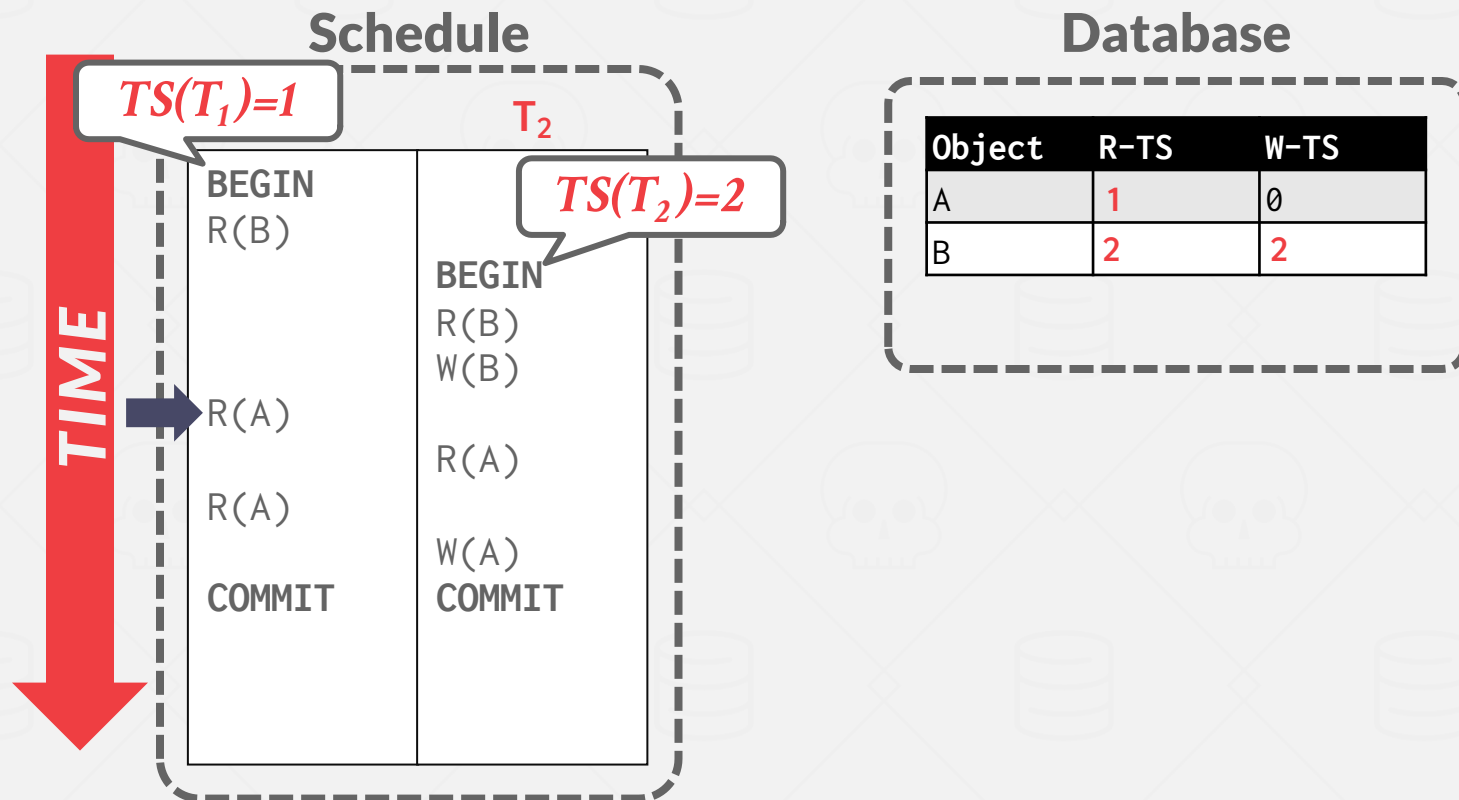 Schedule
Database
TS(T₁)=1
T₂
TS(T₂)=2
BEGIN
R(B)
BEGIN
R(B)
W(B)
R(A)
R(A)
R(A)
W(A)
COMMIT COMMIT
TIME
Object R-TS W-TS
A 1 0
B 2 2